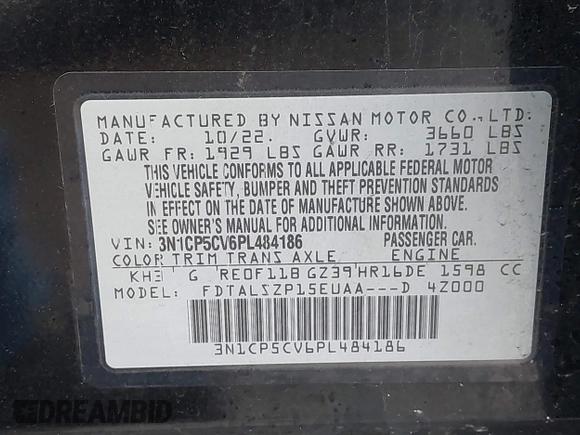 MANUFACTURED BY NISSAN MOTOR CO., LTD.
DATE: 10/22. GVWR: 3660 LBS
GAWR FR: 1929 LBS GAWR RR: 1731 LBS
THIS VEHICLE CONFORMS TO ALL APPLICABLE FEDERAL MOTOR
VEHICLE SAFETY, BUMPER AND THEFT PREVENTION STANDARDS
IN EFFECT ON THE DATE OF MANUFACTURE SHOWN ABOVE.
SEE OWNER'S MANUAL FOR ADDITIONAL INFORMATION.
VIN: 3N1CP5CV6PL484186 PASSENGER CAR.
COLOR TRIM TRANS AXLE ENGINE
KH3 G RE0F11B GZ39 HR16DE 1598 CC
MODEL: FDTALSZP15EUAA---D 4Z000
3N1CP5CV6PL484186
DREAMBID